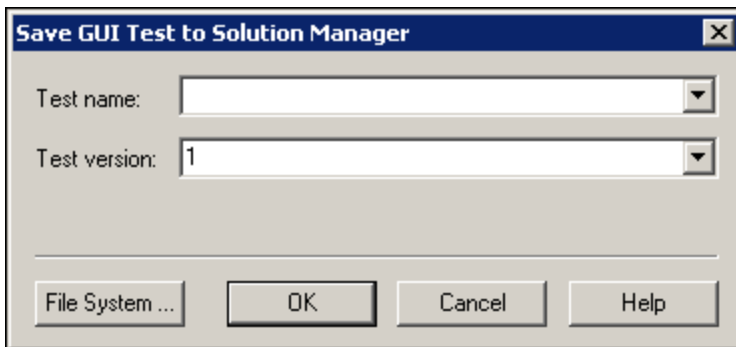 Save GUI Test to Solution Manager
Test name:
Test version: 1
File System ... OK Cancel Help